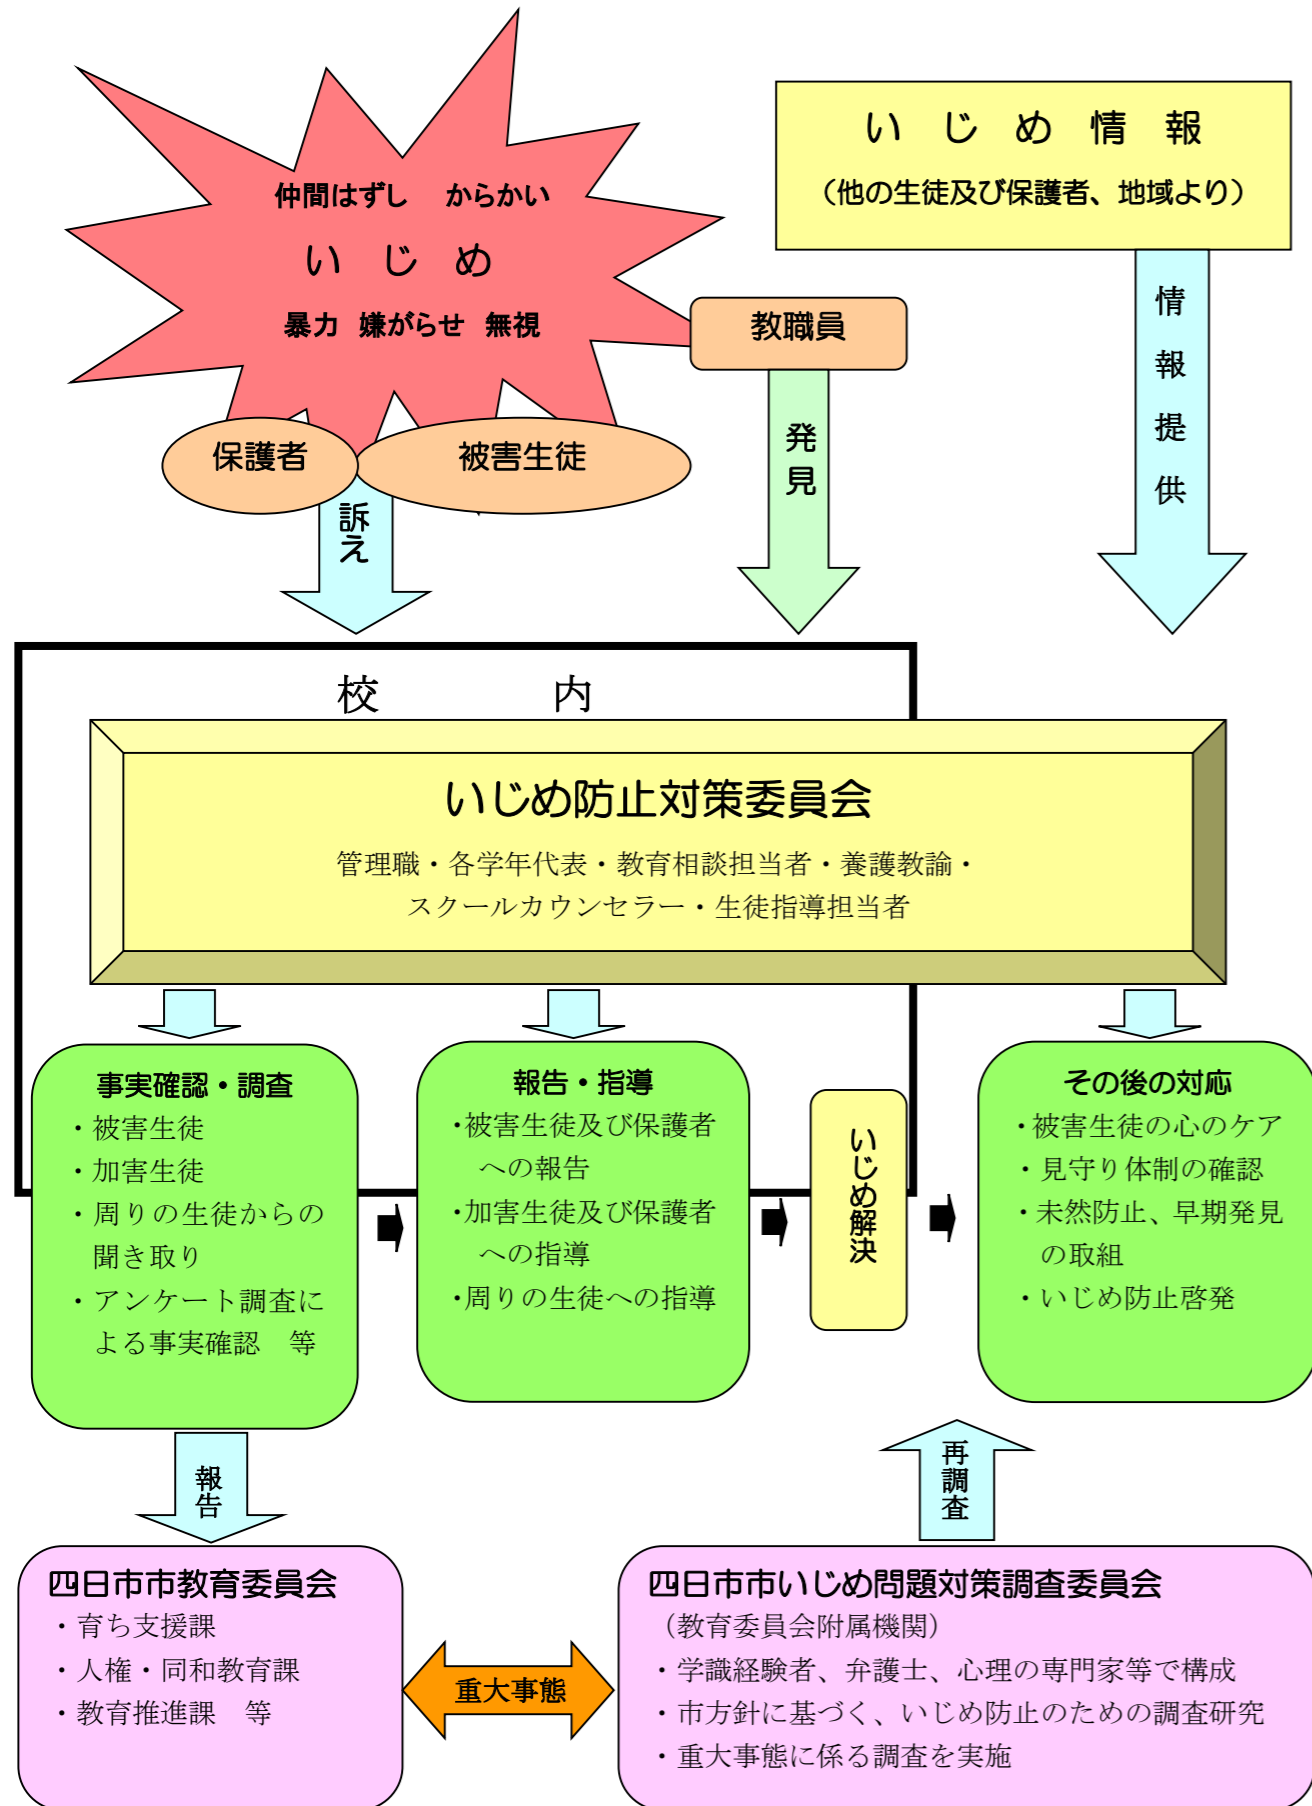 仲間はずし　からかい
いじめ
暴力　嫌がらせ　無視
いじめ情報
（他の生徒及び保護者、地域より）
教職員
保護者
被害生徒
訴え
発見
情報提供
校　内
いじめ防止対策委員会
管理職・各学年代表・教育相談担当者・養護教諭・
スクールカウンセラー・生徒指導担当者
事実確認・調査
・被害生徒
・加害生徒
・周りの生徒からの
聞き取り
・アンケート調査に
よる事実確認　等
報告・指導
・被害生徒及び保護者
への報告
・加害生徒及び保護者
への指導
・周りの生徒への指導
いじめ解決
その後の対応
・被害生徒の心のケア
・見守り体制の確認
・未然防止、早期発見
の取組
・いじめ防止啓発
報告
再調査
四日市市教育委員会
・育ち支援課
・人権・同和教育課
・教育推進課　等
重大事態
四日市市いじめ問題対策調査委員会
（教育委員会附属機関）
・学識経験者、弁護士、心理の専門家等で構成
・市方針に基づく、いじめ防止のための調査研究
・重大事態に係る調査を実施